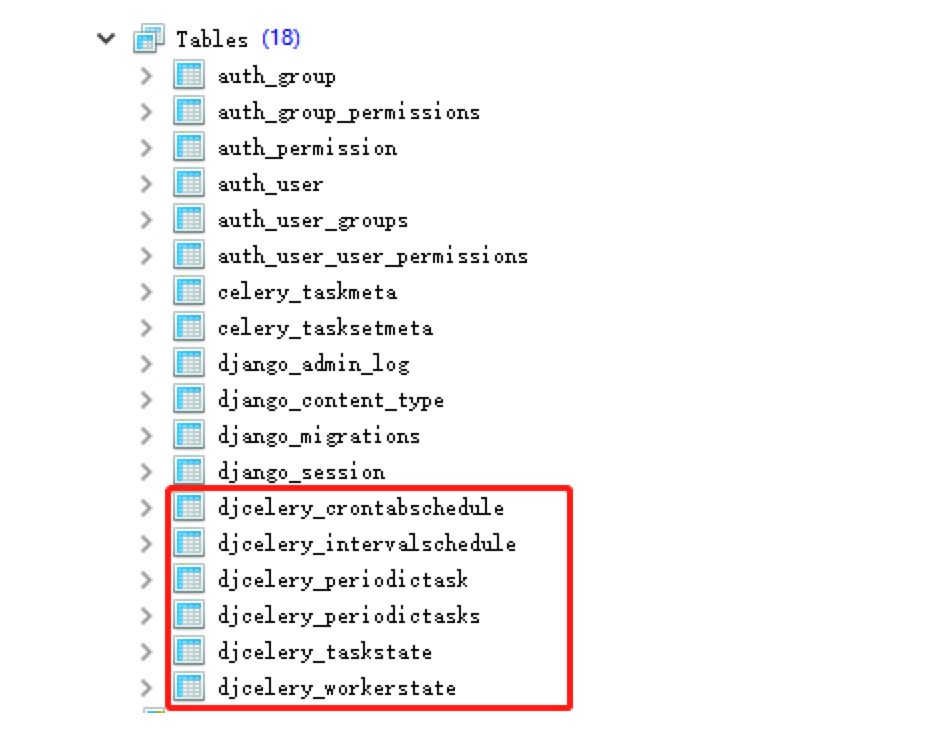 Tables (18)
auth_group
auth_group_permissions
auth_permission
auth_user
auth_user_groups
auth_user_user_permissions
celery_taskmeta
celery_tasksetmeta
django_admin_log
django_content_type
django_migrations
django_session
djcelery_crontabschedule
djcelery_intervalschedule
djcelery_periodictask
djcelery_periodictasks
djcelery_taskstate
djcelery_workerstate